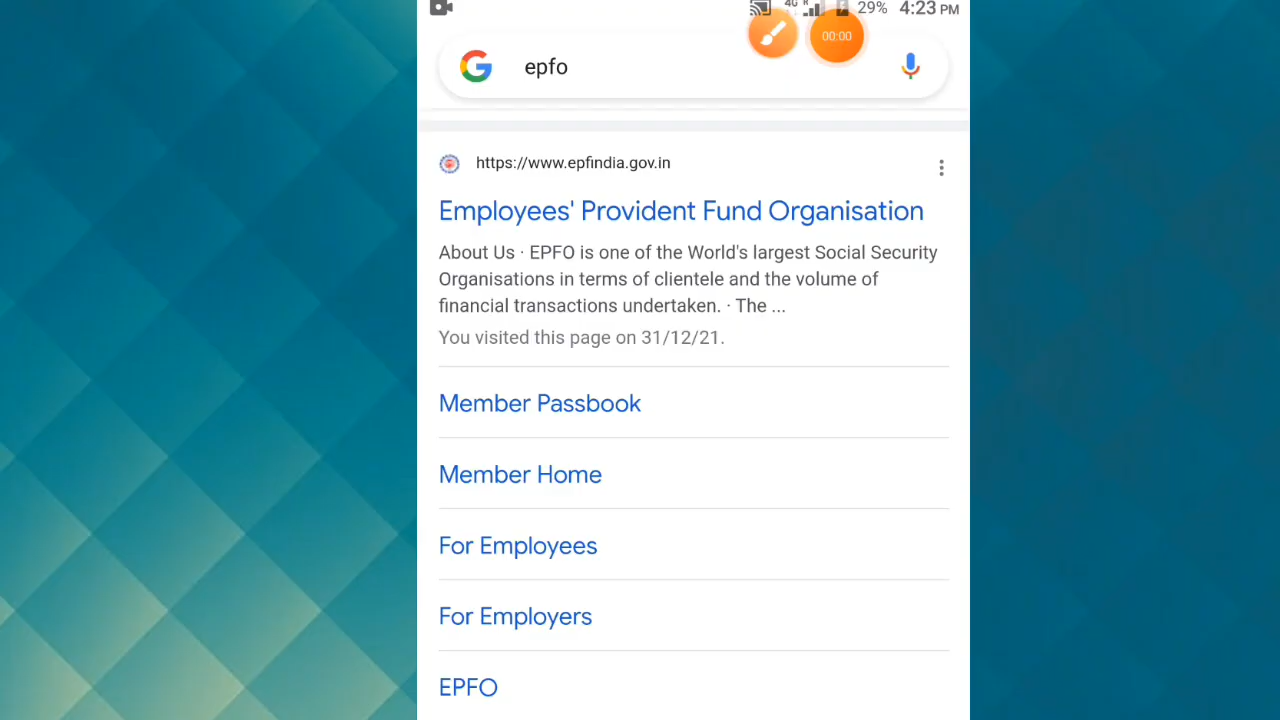 4G R 29% 4:23 PM
00:00
epfo
https://www.epfindia.gov.in
Employees' Provident Fund Organisation
About Us · EPFO is one of the World's largest Social Security
Organisations in terms of clientele and the volume of
financial transactions undertaken. · The ...
You visited this page on 31/12/21.
Member Passbook
Member Home
For Employees
For Employers
EPFO